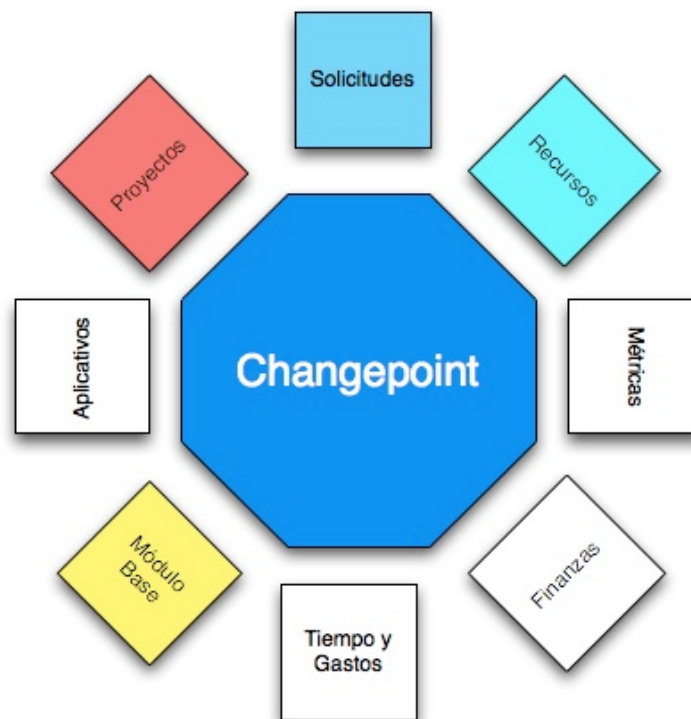 Solicitudes
Proyectos
Recursos
Aplicativos
Changepoint
Métricas
Módulo
Base
Finanzas
Tiempo y
Gastos